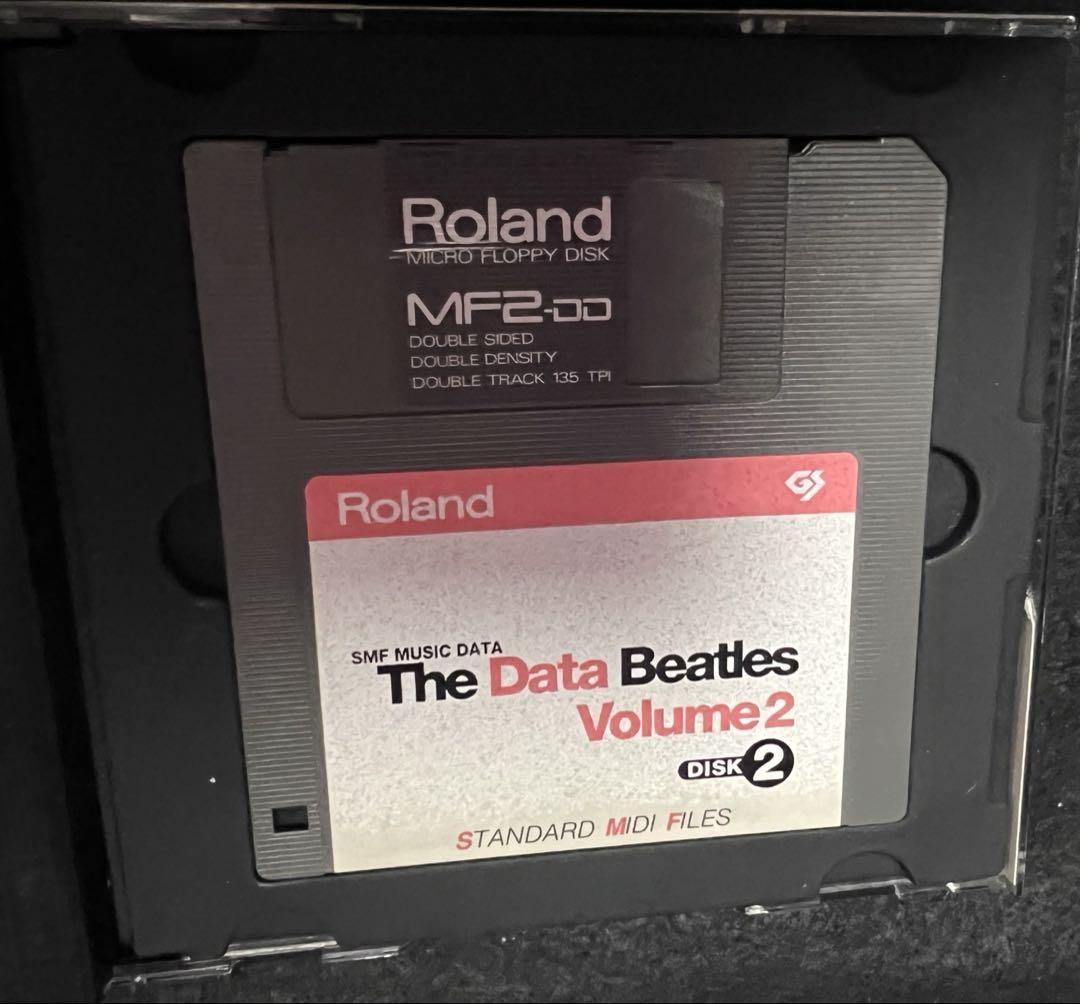 Roland
MICRO FLOPPY DISK
MF2-DD
DOUBLE SIDED
DOUBLE DENSITY
DOUBLE TRACK 135 TPI
Roland GS
SMF MUSIC DATA
The Data Beatles
Volume 2
DISK 2
STANDARD MIDI FILES